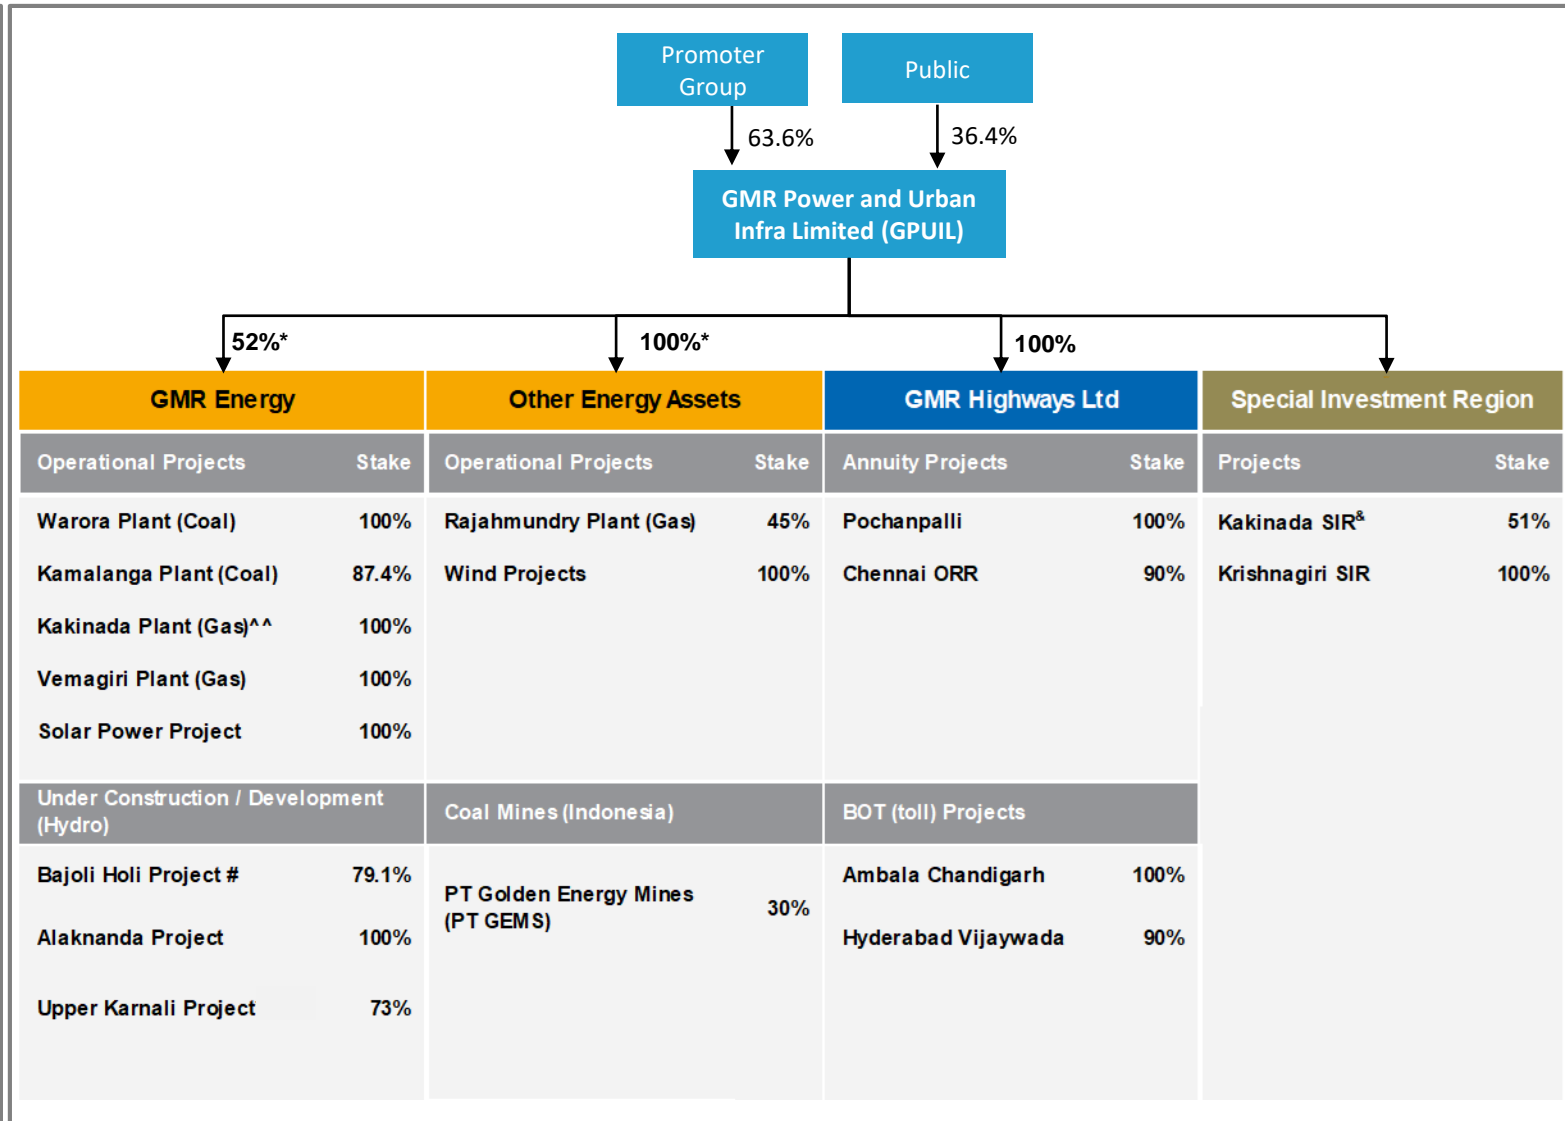 Promoter
Group
Public
63.6%
36.4%
GMR Power and Urban
Infra Limited (GPUIL)
52%*
100%*
100%
GMR Energy
Other Energy Assets
GMR Highways Ltd
Special Investment Region
Operational Projects Stake
Operational Projects Stake
Annuity Projects Stake
Projects Stake
Warora Plant (Coal) 100%
Rajahmundry Plant (Gas) 45%
Pochanpalli 100%
Kakinada SIR& 51%
Kamalanga Plant (Coal) 87.4%
Wind Projects 100%
Chennai ORR 90%
Krishnagiri SIR 100%
Kakinada Plant (Gas)^^ 100%
Vemagiri Plant (Gas) 100%
Solar Power Project 100%
Under Construction / Development
(Hydro)
Coal Mines (Indonesia)
BOT (toll) Projects
Bajoli Holi Project # 79.1%
PT Golden Energy Mines
(PT GEMS) 30%
Ambala Chandigarh 100%
Alaknanda Project 100%
Hyderabad Vijaywada 90%
Upper Karnali Project 73%